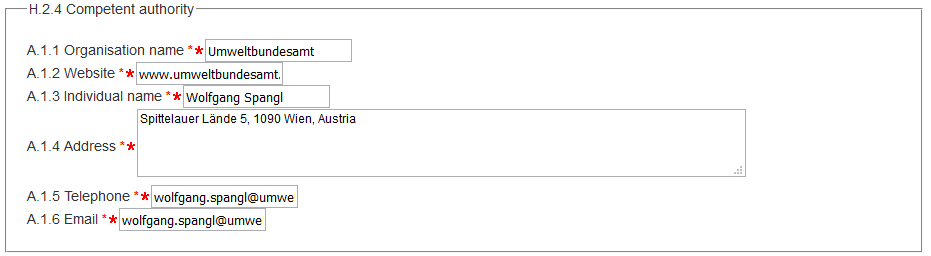 H.2.4 Competent authority
A.1.1 Organisation name ** Umweltbundesamt
A.1.2 Website ** www.umweltbundesamt.
A.1.3 Individual name ** Wolfgang Spangl
Spittelauer Lände 5, 1090 Wien, Austria
A.1.4 Address **
A.1.5 Telephone ** wolfgang.spangl@umwe
A.1.6 Email ** wolfgang.spangl@umwe